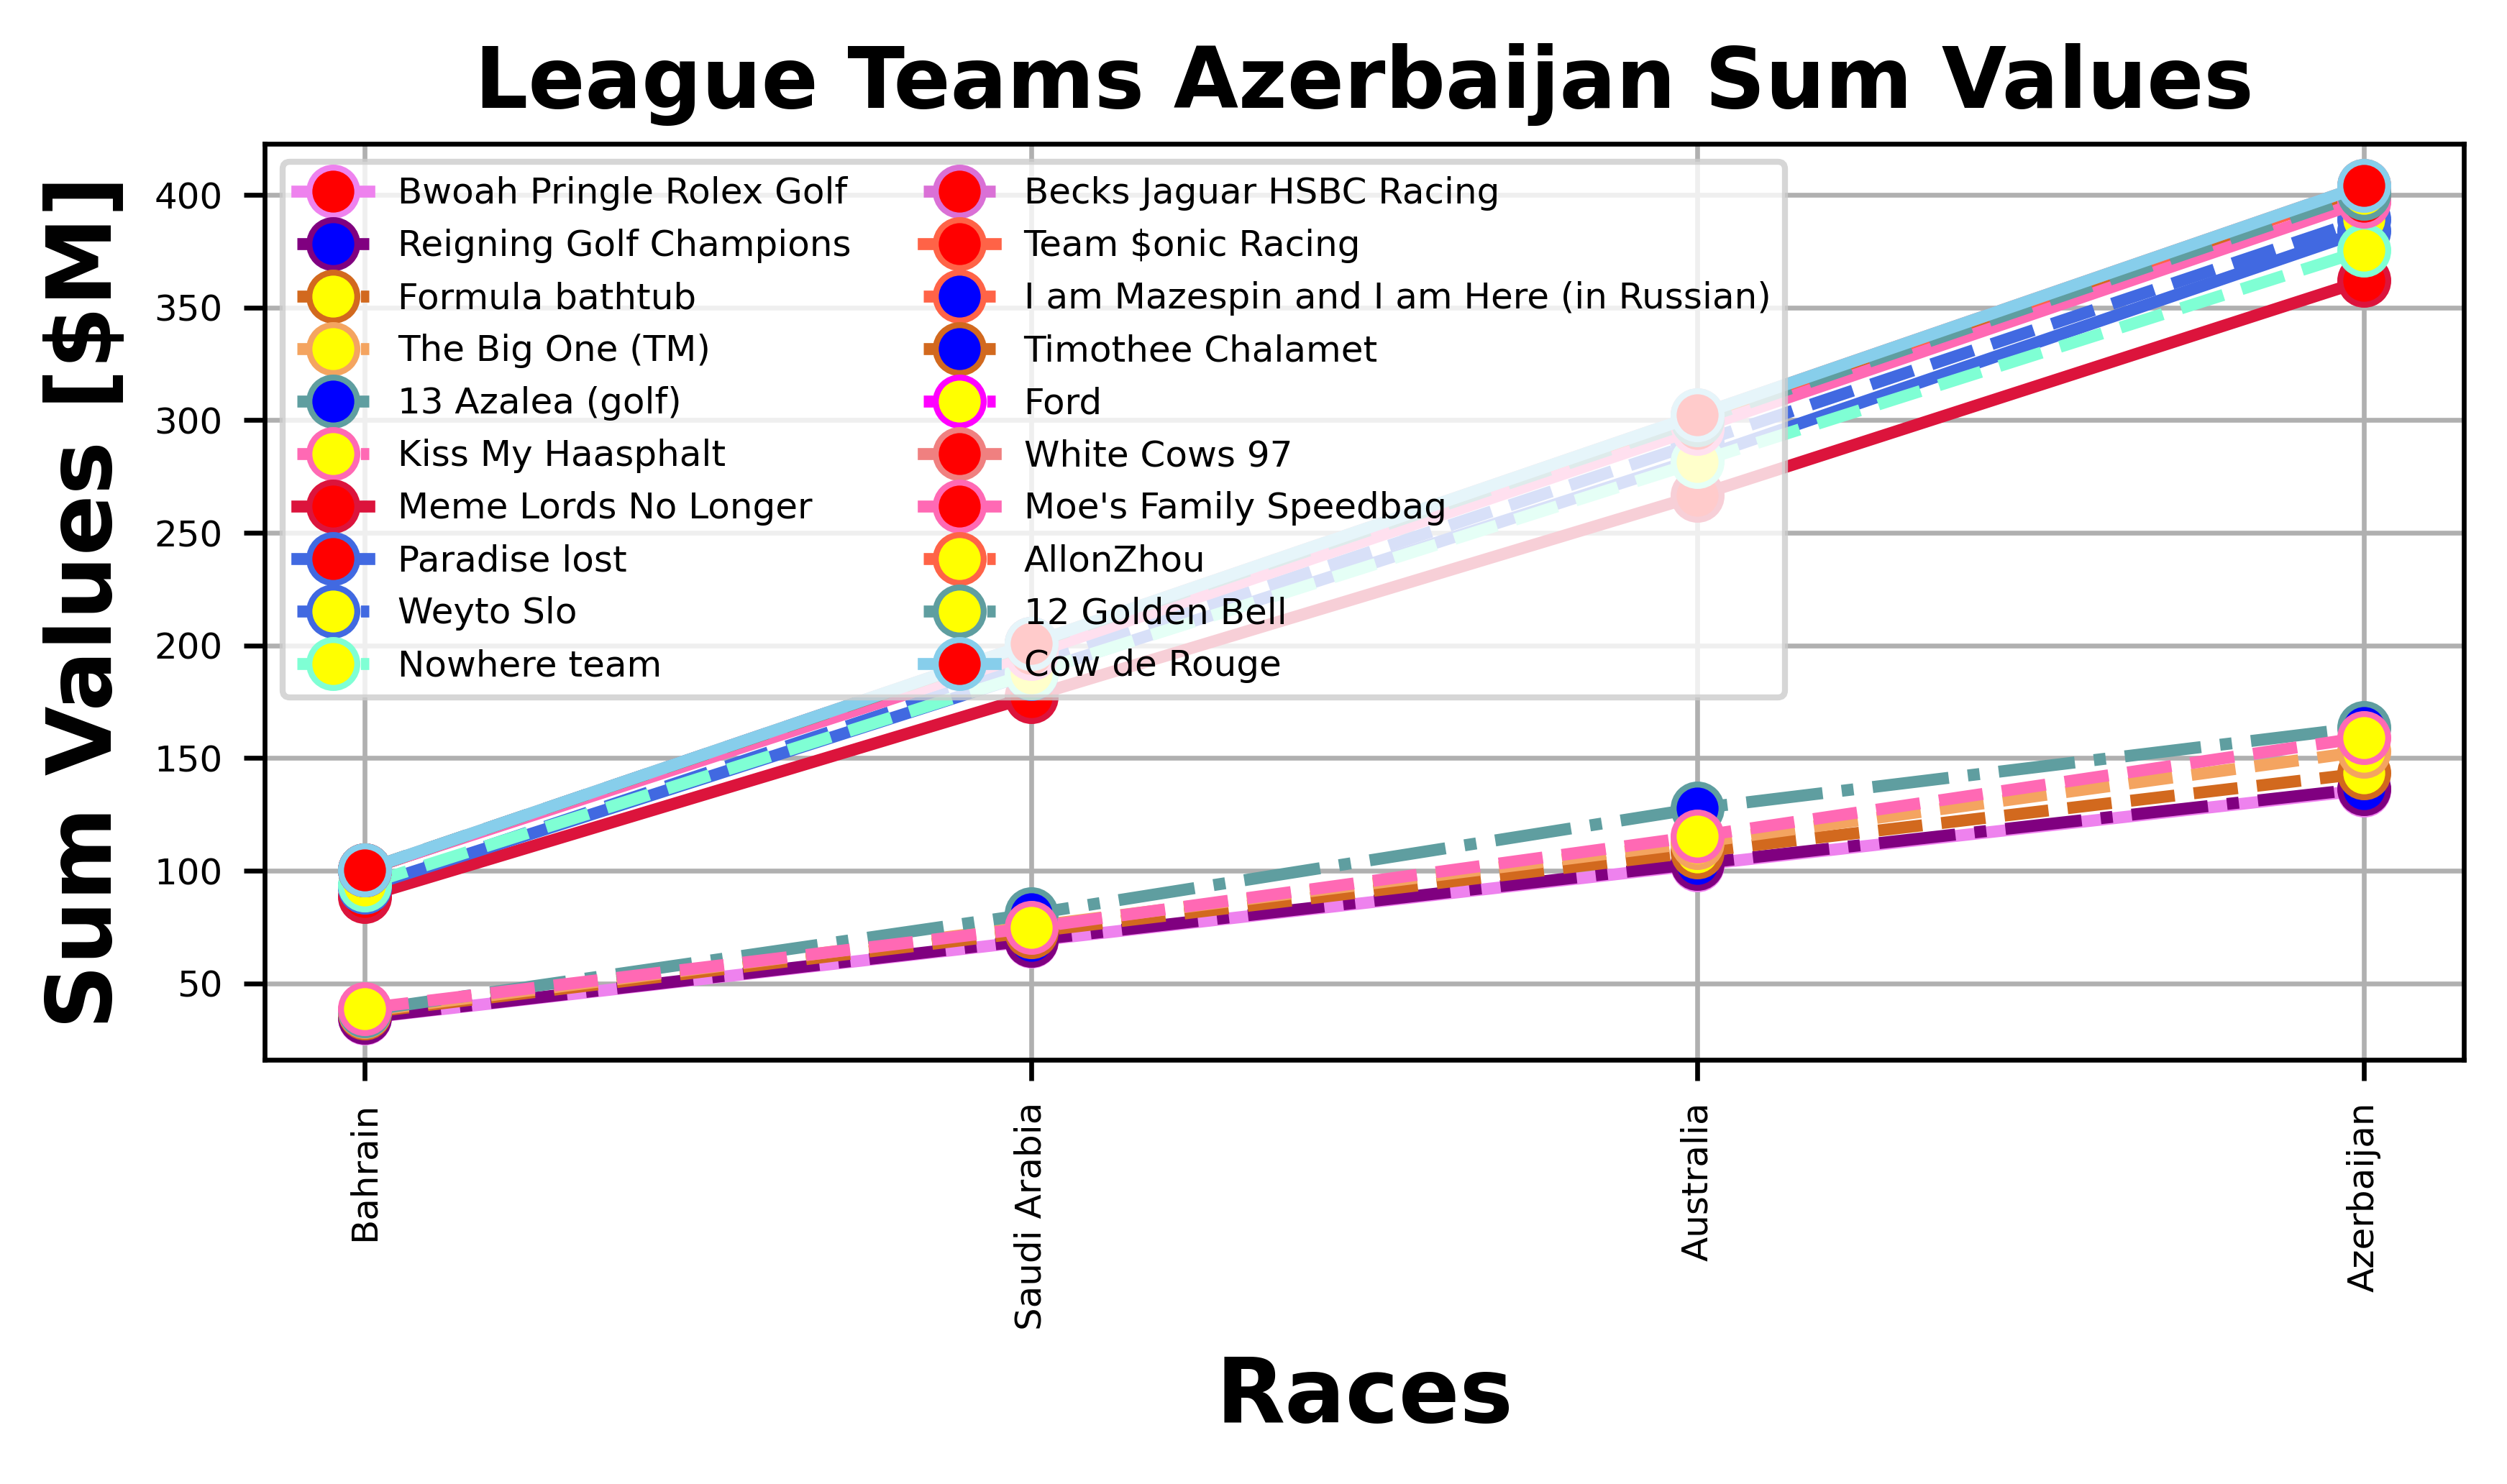 League Teams Azerbaijan Sum Values
Sum Values [$M]
400
350
300
250
200
150
100
50
Bwoah Pringle Rolex Golf
Reigning Golf Champions
Formula bathtub
The Big One (TM)
13 Azalea (golf)
Kiss My Haasphalt
Meme Lords No Longer
Paradise lost
Weyto Slo
Nowhere team
Becks Jaguar HSBC Racing
Team $onic Racing
I am Mazespin and I am Here (in Russian)
Timothee Chalamet
Ford
White Cows 97
Moe's Family Speedbag
AllonZhou
12 Golden Bell
Cow de Rouge
Bahrain
Saudi Arabia
Australia
Azerbaijan
Races